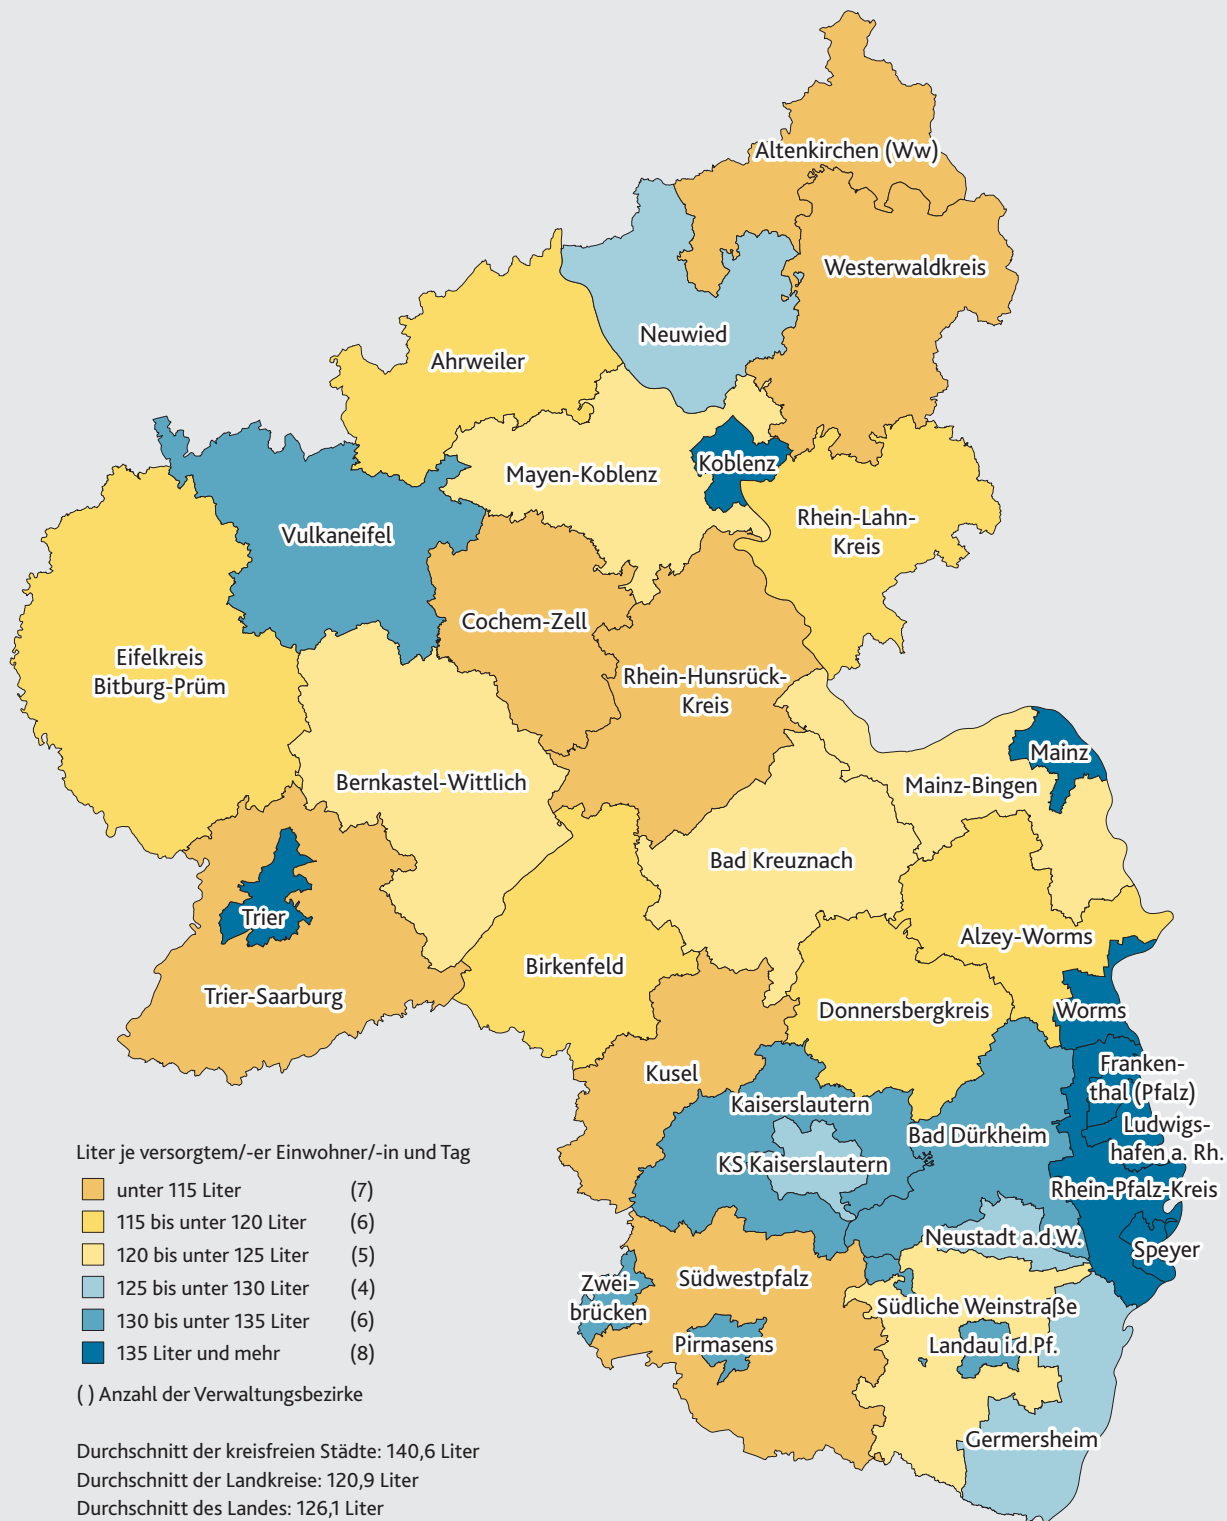 Altenkirchen (Ww)
Westerwaldkreis
Neuwied
Ahrweiler
Mayen-Koblenz
Koblenz
Rhein-Lahn-
Kreis
Vulkaneifel
Cochem-Zell
Eifelkreis
Bitburg-Prüm
Rhein-Hunsrück-
Kreis
Mainz
Bernkastel-Wittlich
Mainz-Bingen
Bad Kreuznach
Trier
Alzey-Worms
Birkenfeld
Trier-Saarburg
Donnersbergkreis
Worms
Kusel
Franken-
thal (Pfalz)
Kaiserslautern
Ludwigs-
hafen a. Rh.
Bad Dürkheim
KS Kaiserslautern
Rhein-Pfalz-Kreis
Neustadt a.d.W.
Speyer
Zwei-
brücken
Südwestpfalz
Südliche Weinstraße
Pirmasens
Landau i.d.Pf.
Germersheim
Liter je versorgtem/-er Einwohner/-in und Tag
unter 115 Liter (7)
115 bis unter 120 Liter (6)
120 bis unter 125 Liter (5)
125 bis unter 130 Liter (4)
130 bis unter 135 Liter (6)
135 Liter und mehr (8)
( ) Anzahl der Verwaltungsbezirke
Durchschnitt der kreisfreien Städte: 140,6 Liter
Durchschnitt der Landkreise: 120,9 Liter
Durchschnitt des Landes: 126,1 Liter